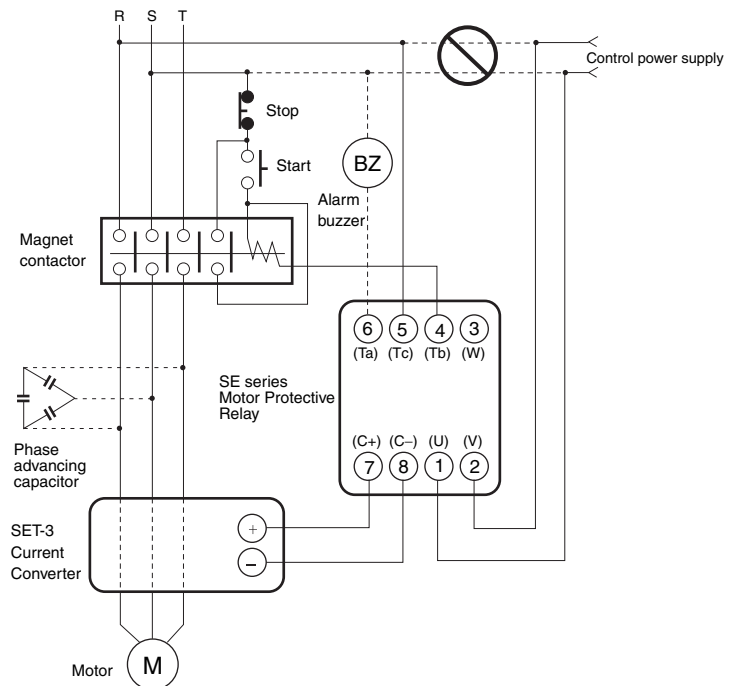 R S T
Control power supply
Stop
Start
BZ
Alarm
buzzer
Magnet
contactor
6 5 4 3
(Ta) (Tc) (Tb) (W)
SE series
Motor Protective
Relay
(C+) (C−) (U) (V)
7 8 1 2
Phase
advancing
capacitor
SET-3
Current
Converter
+
−
Motor
M